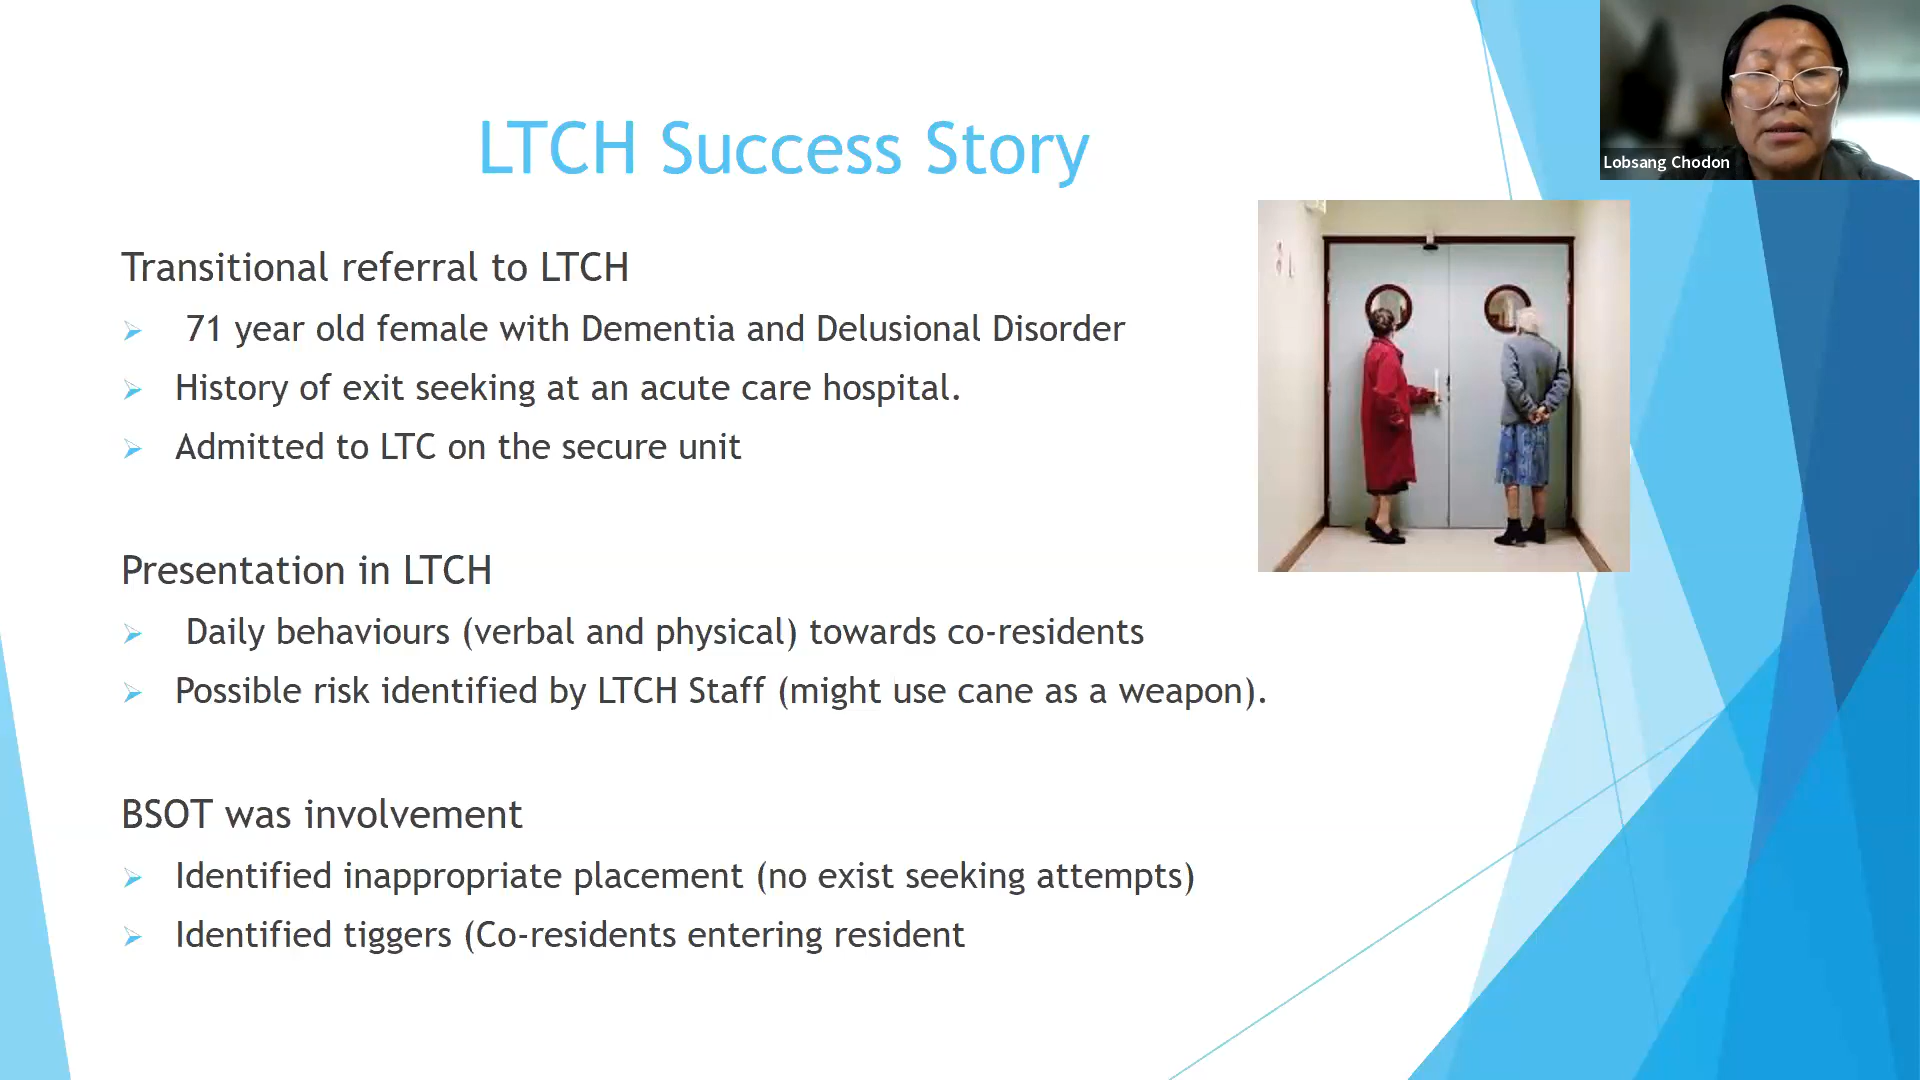 Lobsang Chodon
LTCH Success Story
Transitional referral to LTCH
71 year old female with Dementia and Delusional Disorder
History of exit seeking at an acute care hospital.
Admitted to LTC on the secure unit
Presentation in LTCH
Daily behaviours (verbal and physical) towards co-residents
Possible risk identified by LTCH Staff (might use cane as a weapon).
BSOT was involvement
Identified inappropriate placement (no exist seeking attempts)
Identified tiggers (Co-residents entering resident